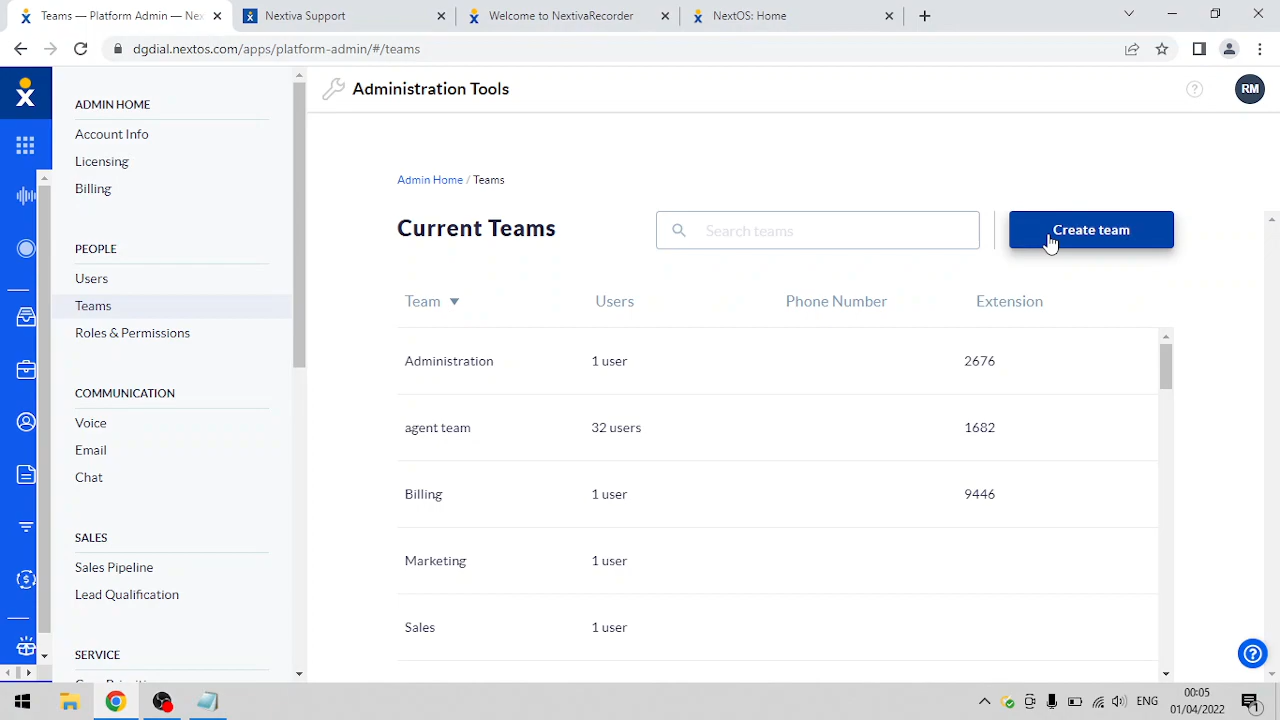 Teams — Platform Admin — Nex
Nextiva Support
Welcome to NextivaRecorder
NextOS: Home
dgdial.nextos.com/apps/platform-admin/#/teams
ADMIN HOME
Account Info
Licensing
Billing
PEOPLE
Users
Teams
Roles & Permissions
COMMUNICATION
Voice
Email
Chat
SALES
Sales Pipeline
Lead Qualification
SERVICE
Administration Tools
RM
Admin Home / Teams
Current Teams
Search teams
Create team
Team Users Phone Number Extension
Administration 1 user 2676
agent team 32 users 1682
Billing 1 user 9446
Marketing 1 user
Sales 1 user
ENG
00:05
01/04/2022
1